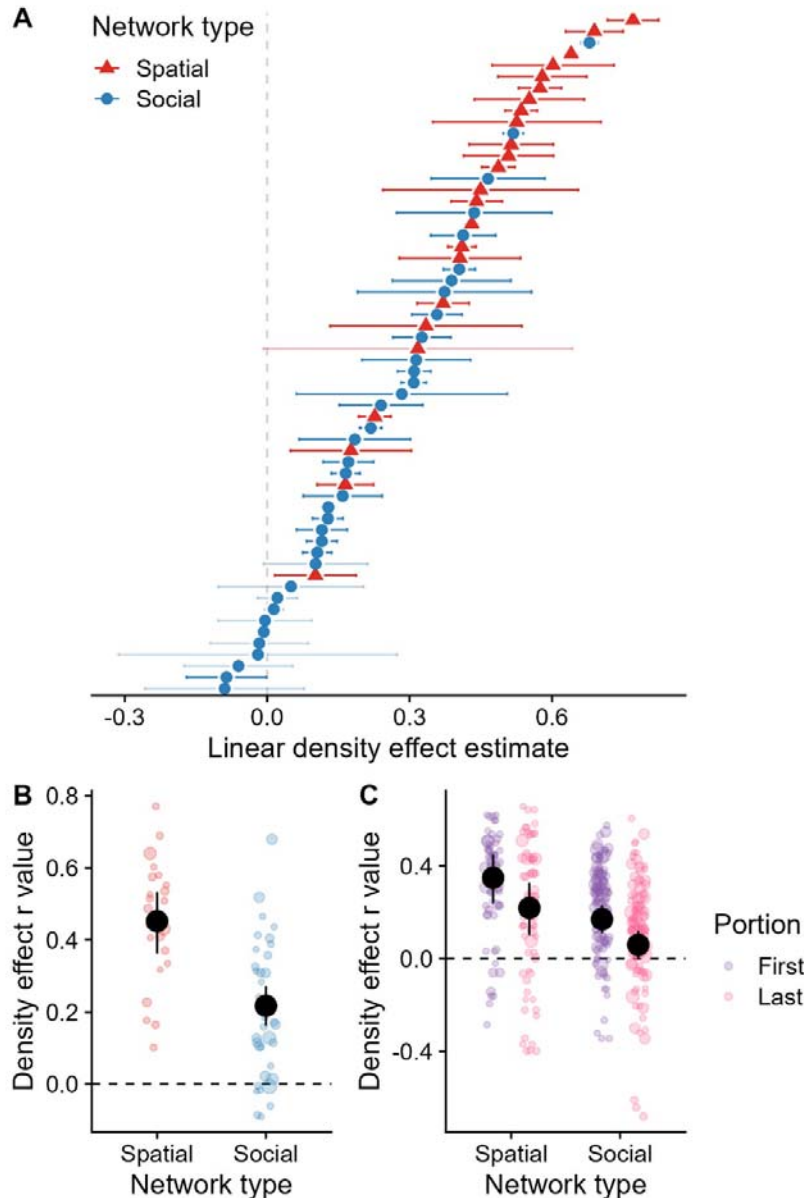 A
Network type
Spatial
Social
-0.3 0.0 0.3 0.6
Linear density effect estimate
B
Density effect r value
0.8
0.6
0.4
0.2
0.0
Spatial Social
Network type
C
Density effect r value
0.4
0.0
-0.4
Spatial Social
Network type
Portion
First
Last